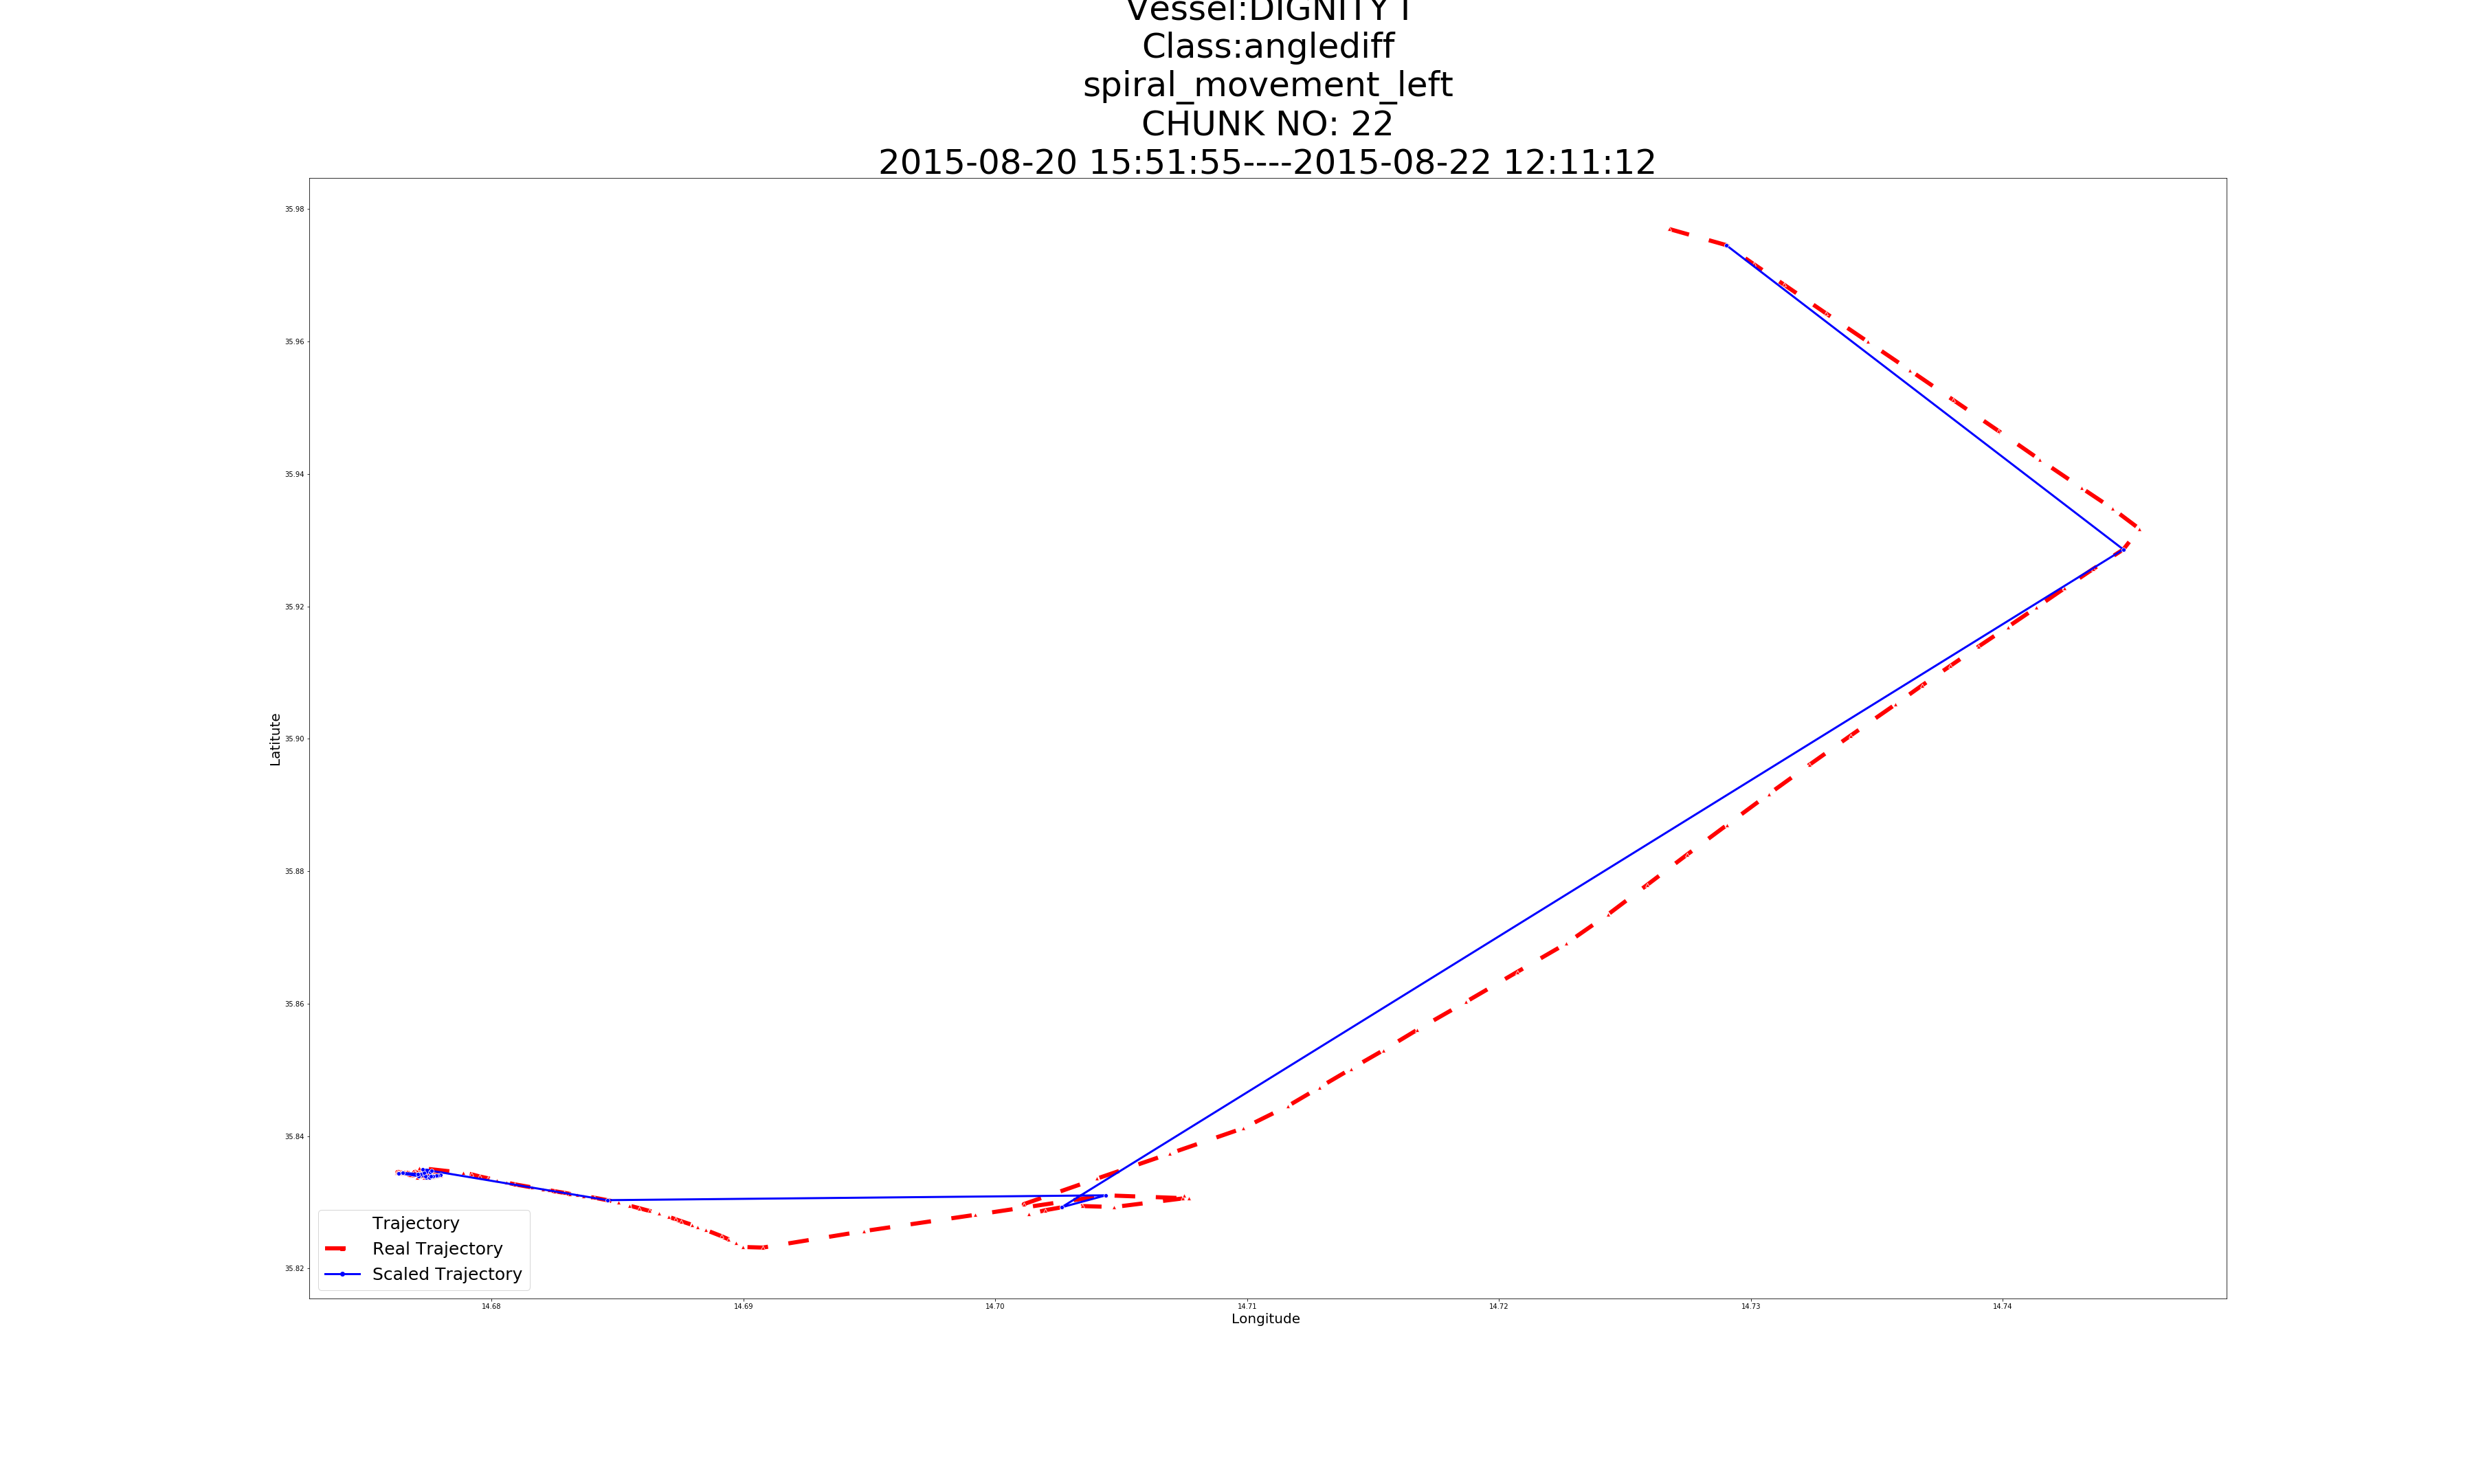 Vessel:DIGNITY I
Class:anglediff
spiral_movement_left
CHUNK NO: 22
2015-08-20 15:51:55----2015-08-22 12:11:12
35.98
35.96
35.94
35.92
35.90
35.88
35.86
35.84
35.82
Latitute
Trajectory
Real Trajectory
Scaled Trajectory
14.68
14.69
14.70
14.71
14.72
14.73
14.74
Longitude